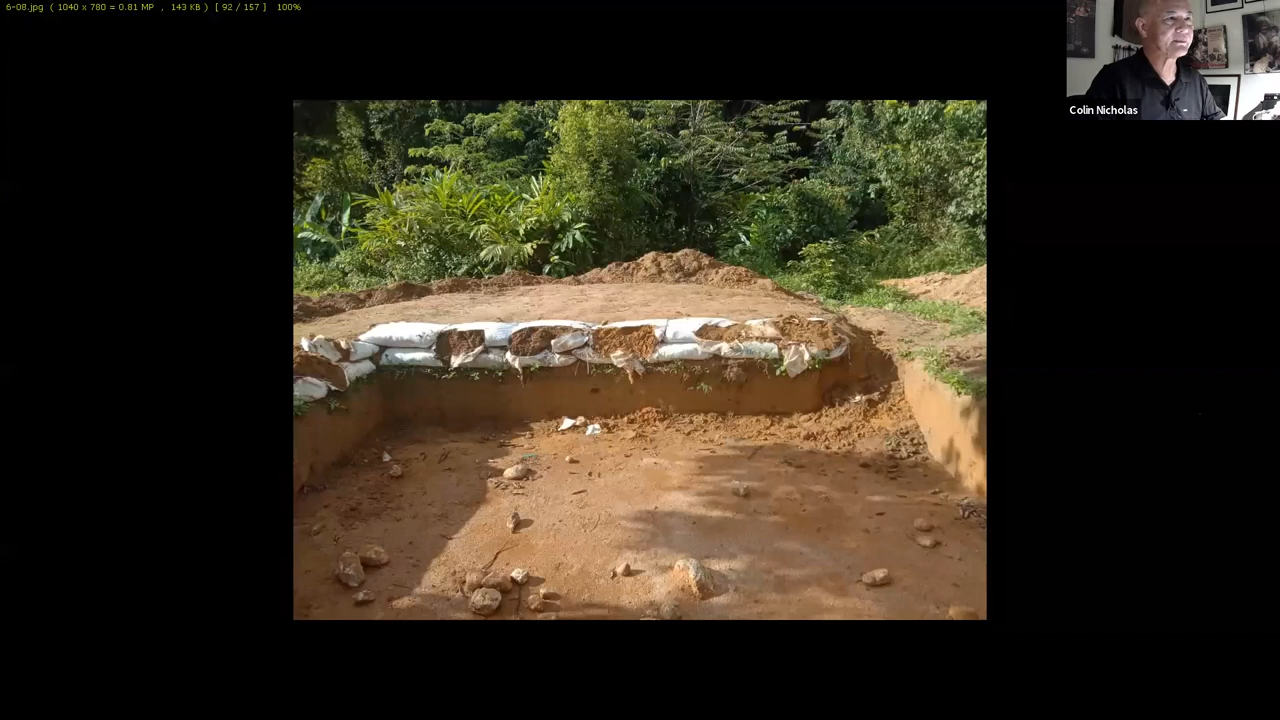 6-08.jpg ( 1040 x 780 = 0.81 MP , 143 KB ) [ 92 / 157 ] 100%
Colin Nicholas